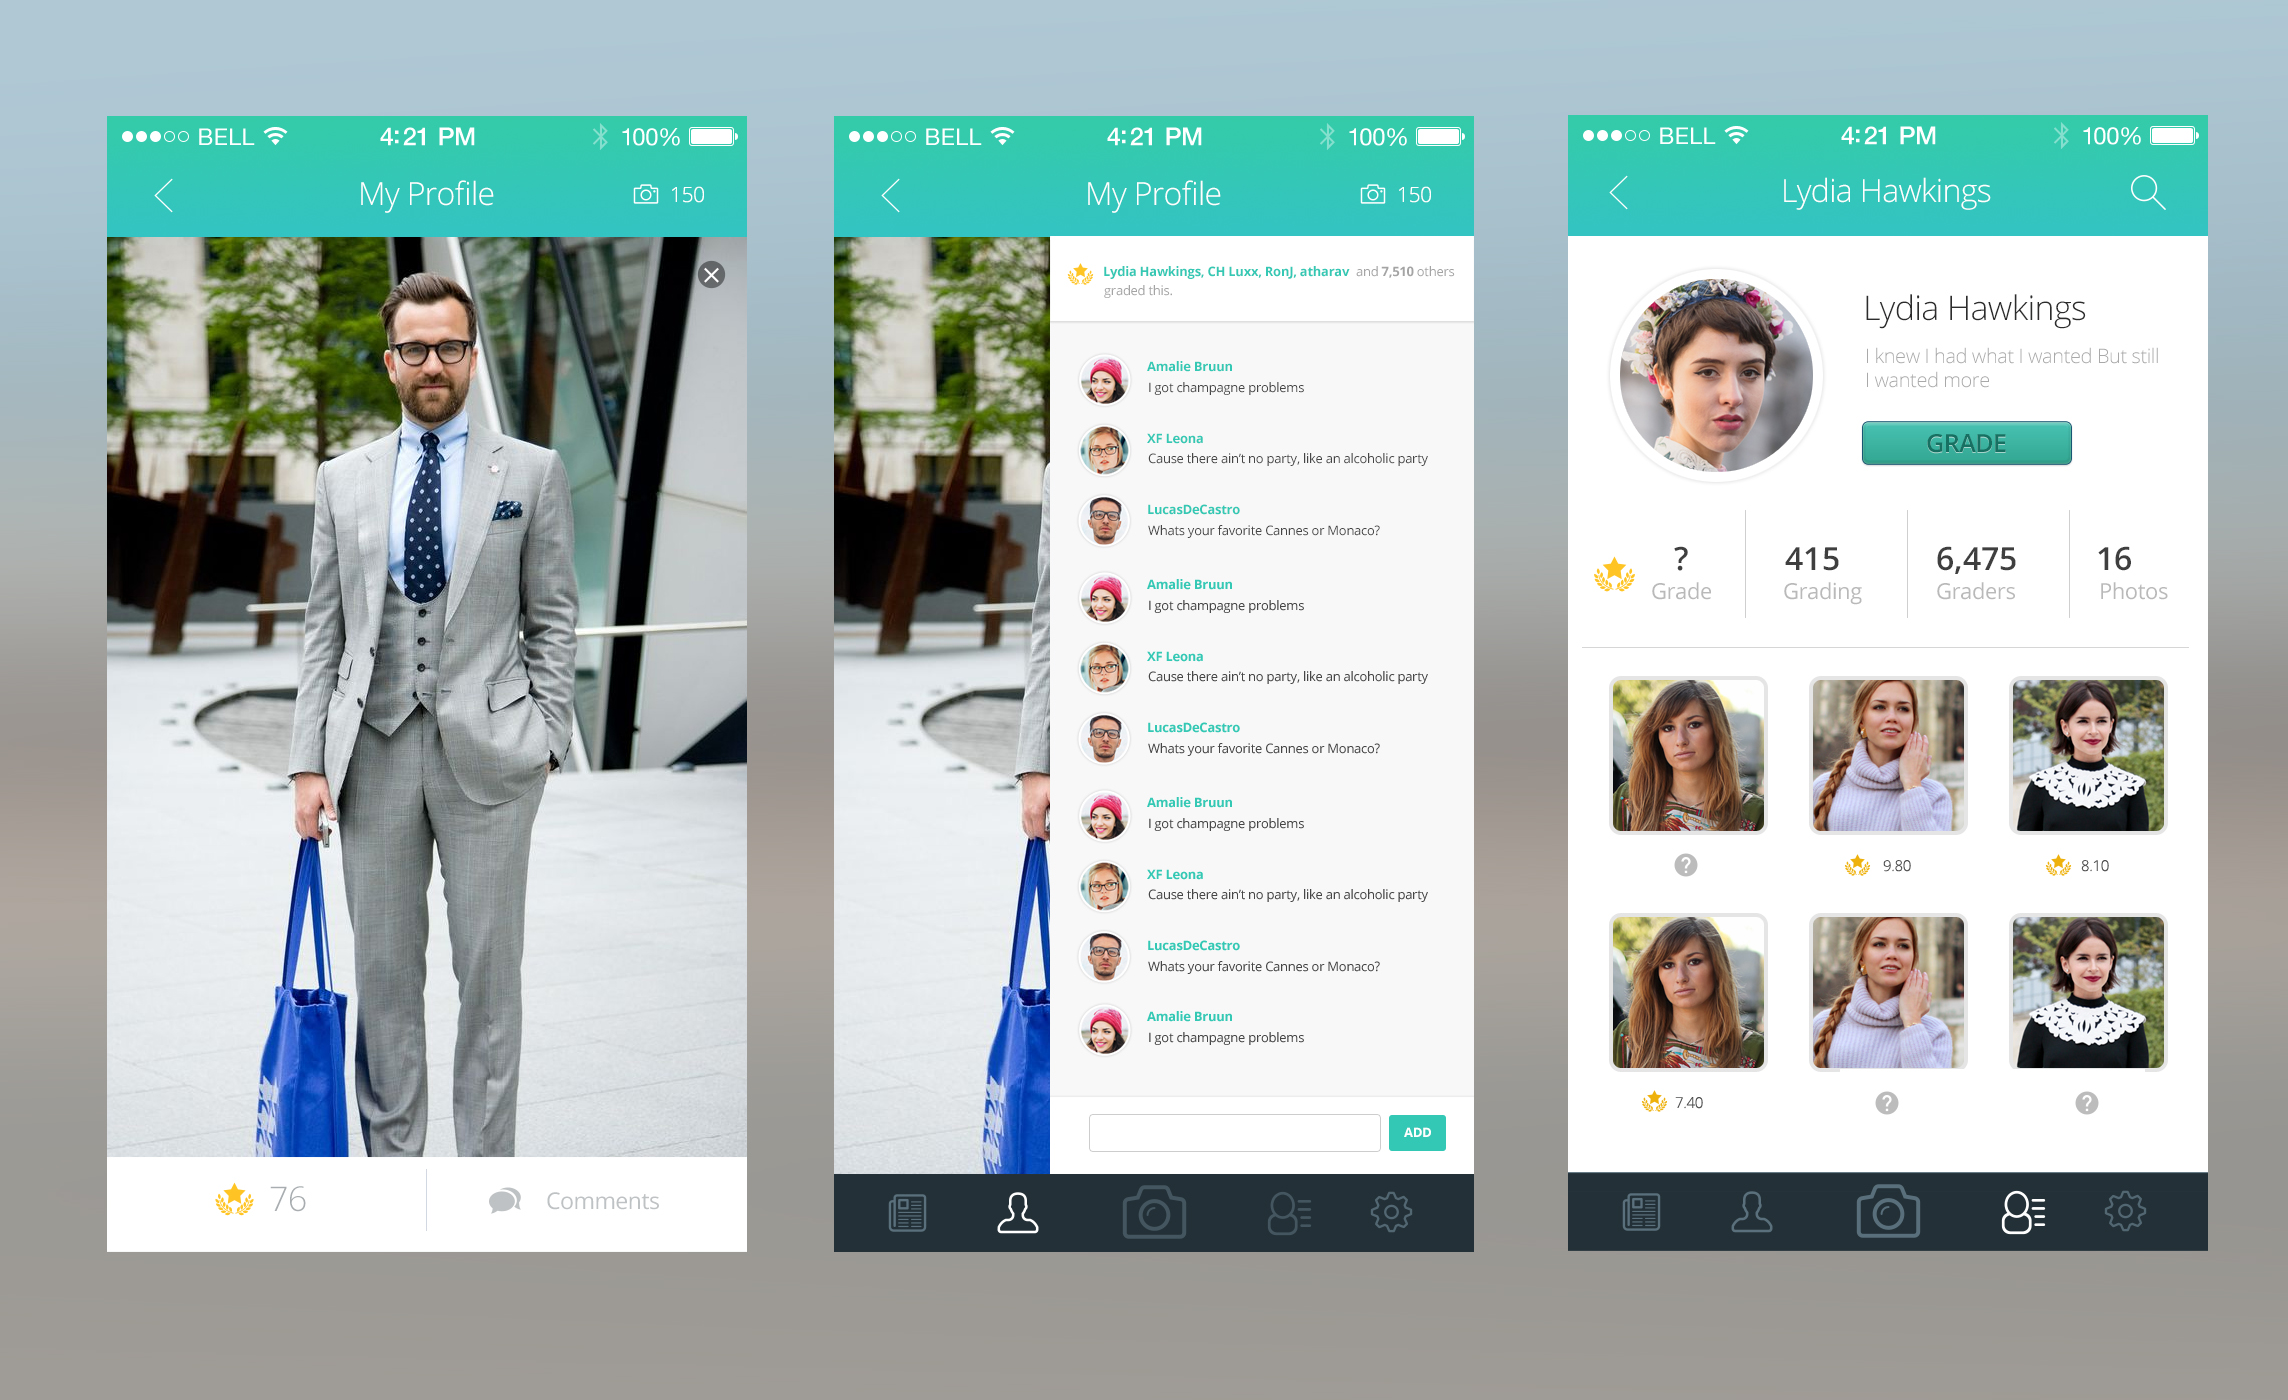 BELL 4:21 PM 100%
My Profile 150
76 Comments
BELL 4:21 PM 100%
My Profile 150
Lydia Hawkings, CH Luxx, RonJ, atharav and 7,510 others
graded this.
Amalie Bruun
I got champagne problems
XF Leona
Cause there ain't no party, like an alcoholic party
LucasDeCastro
Whats your favorite Cannes or Monaco?
Amalie Bruun
I got champagne problems
XF Leona
Cause there ain't no party, like an alcoholic party
LucasDeCastro
Whats your favorite Cannes or Monaco?
Amalie Bruun
I got champagne problems
XF Leona
Cause there ain't no party, like an alcoholic party
LucasDeCastro
Whats your favorite Cannes or Monaco?
Amalie Bruun
I got champagne problems
ADD
BELL 4:21 PM 100%
Lydia Hawkings
Lydia Hawkings
I knew I had what I wanted But still
I wanted more
GRADE
? 415 6,475 16
Grade Grading Graders Photos
? 9.80 8.10
7.40 ? ?